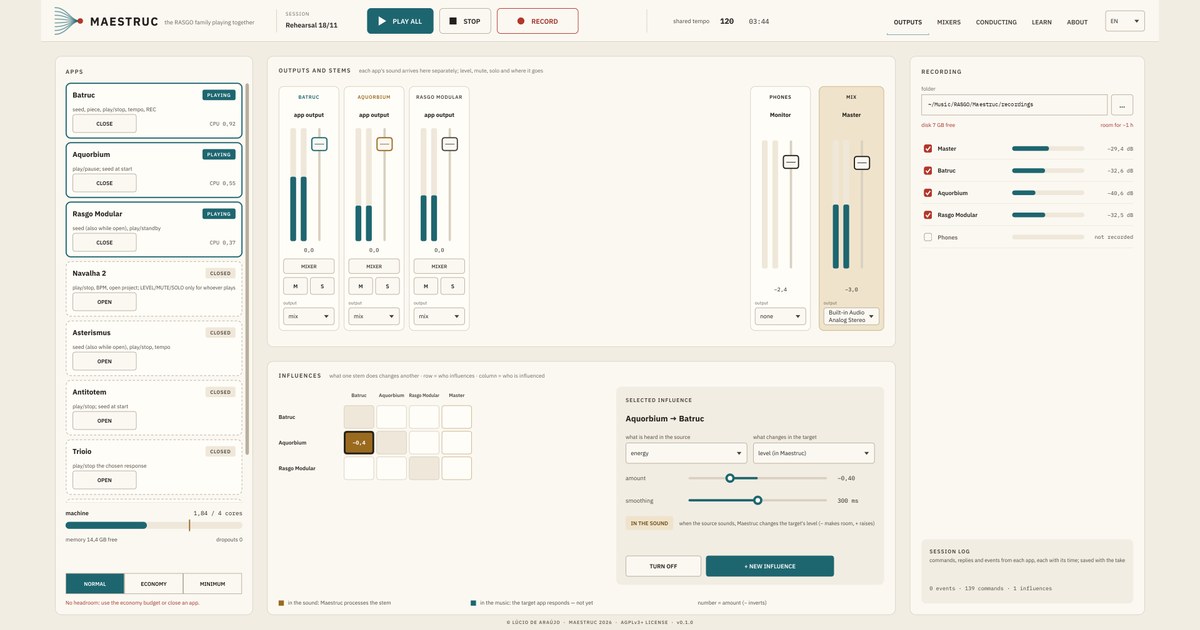 MAESTRUC the RASGO family playing together
SESSION
Rehearsal 18/11
PLAY ALL
STOP
RECORD
shared tempo 120 03:44
OUTPUTS MIXERS CONDUCTING LEARN ABOUT
EN
APPS
Batruc PLAYING
seed, piece, play/stop, tempo, REC
CLOSE CPU 0,92
Aquorbium PLAYING
play/pause; seed at start
CLOSE CPU 0,55
Rasgo Modular PLAYING
seed (also while open), play/standby
CLOSE CPU 0,37
Navalha 2 CLOSED
play/stop, BPM, open project; LEVEL/MUTE/SOLO only for whoever plays
OPEN
Asterismus CLOSED
seed (also while open), play/stop, tempo
OPEN
Antitotem CLOSED
play/stop; seed at start
OPEN
Trioio CLOSED
play/stop the chosen response
OPEN
machine 1,84 / 4 cores
memory 14,4 GB free dropouts 0
NORMAL ECONOMY MINIMUM
No headroom: use the economy budget or close an app.
OUTPUTS AND STEMS each app's sound arrives here separately; level, mute, solo and where it goes
BATRUC AQUORBIUM RASGO MODULAR PHONES MIX
app output app output app output Monitor Master
0,0 0,0 0,0 −2,4 −3,0
MIXER MIXER MIXER
M S M S M S
output output output output output
mix mix mix none Built-in Audio
Analog Stereo
INFLUENCES what one stem does changes another · row = who influences · column = who is influenced
Batruc Aquorbium Rasgo Modular Master
Batruc
Aquorbium −0,4
Rasgo Modular
SELECTED INFLUENCE
Aquorbium → Batruc
what is heard in the source what changes in the target
energy level (in Maestruc)
amount −0,40
smoothing 300 ms
IN THE SOUND when the source sounds, Maestruc changes the target's level (− makes room, + raises)
TURN OFF + NEW INFLUENCE
in the sound: Maestruc processes the stem in the music: the target app responds — not yet number = amount (− inverts)
RECORDING
folder
~/Music/RASGO/Maestruc/recordings ...
disk 7 GB free room for ~1 h
Master −29,4 dB
Batruc −32,6 dB
Aquorbium −40,6 dB
Rasgo Modular −32,5 dB
Phones not recorded
SESSION LOG
commands, replies and events from each app, each with its time; saved with the take
0 events · 139 commands · 1 influences
© LÚCIO DE ARAÚJO · MAESTRUC 2026 · AGPLv3+ LICENSE · v0.1.0